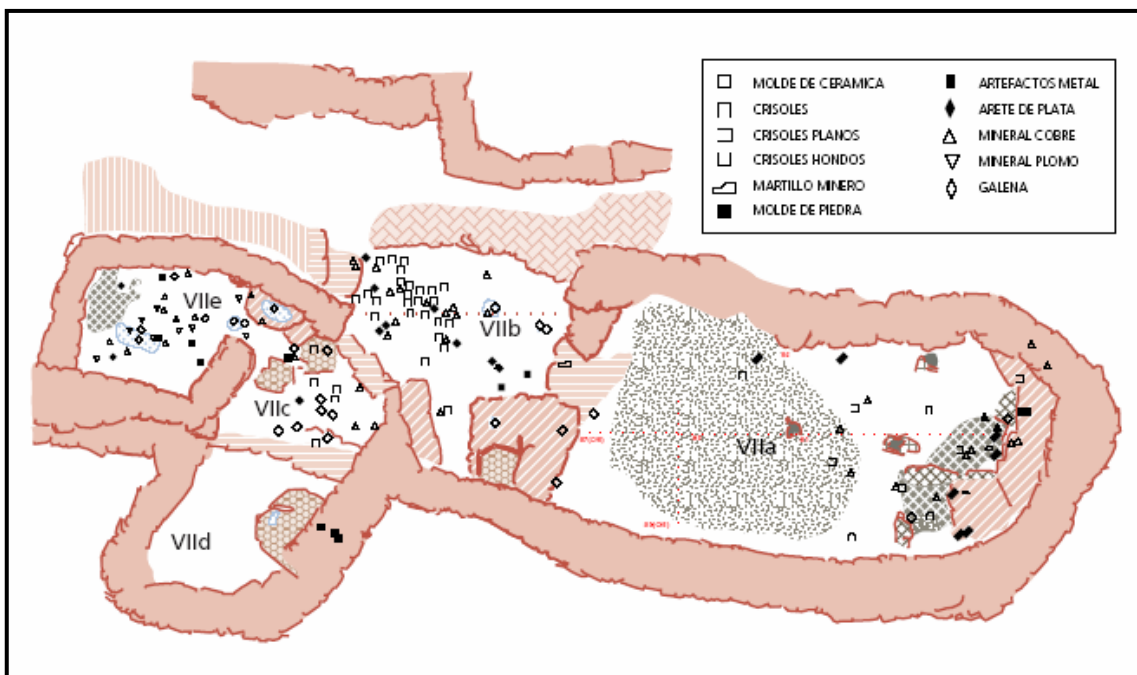 MOLDE DE CERAMICA
CRISOLES
CRISOLES PLANOS
CRISOLES HONDOS
MARTILLO MINERO
MOLDE DE PIEDRA
ARTEFACTOS METAL
ARETE DE PLATA
MINERAL COBRE
MINERAL PLOMO
GALENA
VIIe
VIIb
VIIc
VIIa
VIId